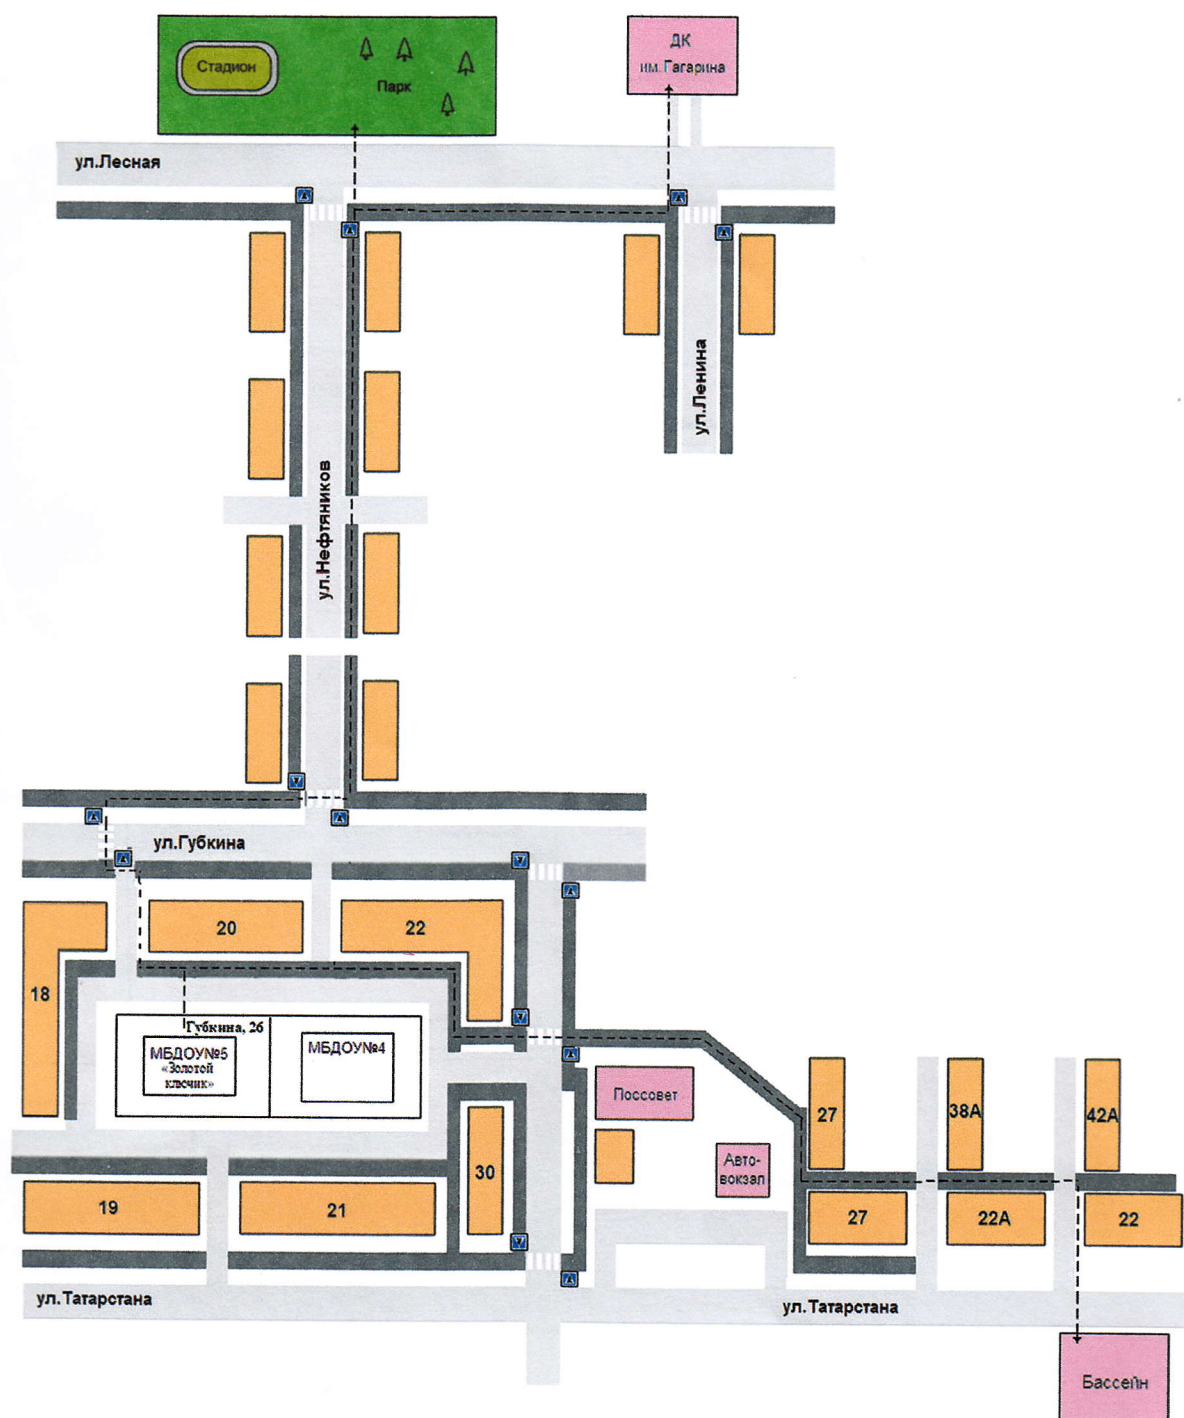 Стадион
Парк
ДК
им.Гагарина
ул.Лесная
ул.Ленина
ул.Нефтяников
ул.Губкина
20
22
18
Губкина, 26
МБДОУ№5
«Золотой
ключик»
МБДОУ№4
Поссовет
27
38А
42А
Авто-
вокзал
30
19
21
27
22А
22
ул.Татарстана
ул.Татарстана
Бассейн